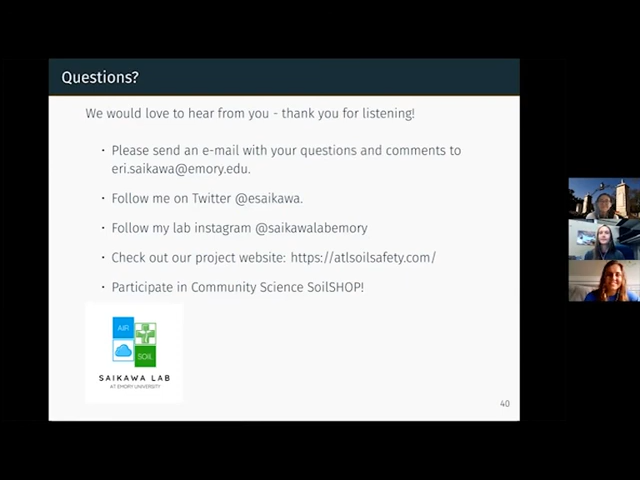 Questions?
We would love to hear from you - thank you for listening!
• Please send an e-mail with your questions and comments to
eri.saikawa@emory.edu.
• Follow me on Twitter @esaikawa.
• Follow my lab instagram @saikawalabemory
• Check out our project website: https://atlsoilsafety.com/
• Participate in Community Science SoilSHOP!
AIR
SOIL
SAIKAWA LAB
AT EMORY UNIVERSITY
40